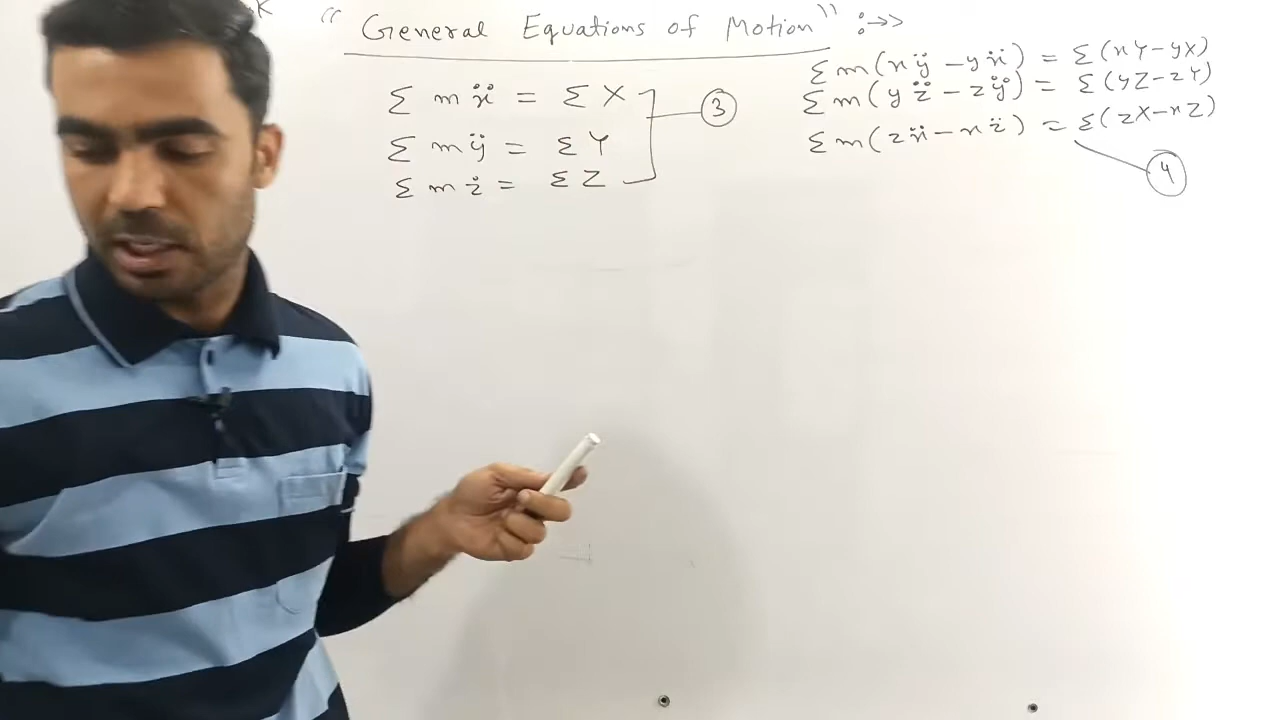 K
“General Equations of Motion” :->>
Σ m ẍ = Σ X
Σ m ÿ = Σ Y
Σ m ż = Σ Z
3
Σ m(xÿ - yẍ) = Σ(xY - yX)
Σ m(yz̈ - zÿ) = Σ(yZ - zY)
Σ m(zẍ - xz̈) = Σ(zX - xZ)
4